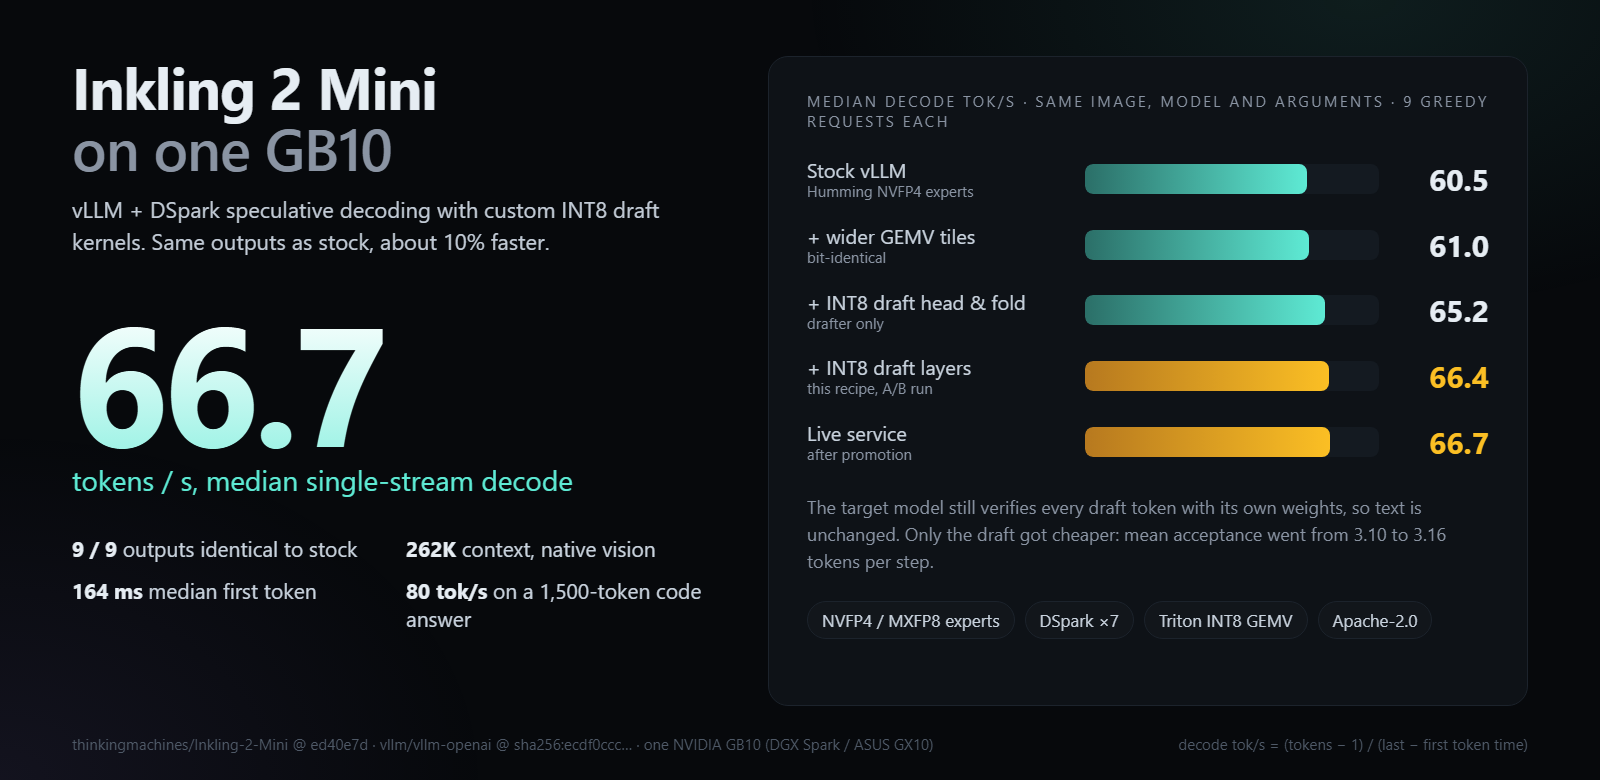 Inkling 2 Mini
on one GB10
vLLM + DSpark speculative decoding with custom INT8 draft
kernels. Same outputs as stock, about 10% faster.
66.7
tokens / s, median single-stream decode
9 / 9 outputs identical to stock
262K context, native vision
164 ms median first token
80 tok/s on a 1,500-token code
answer
MEDIAN DECODE TOK/S · SAME IMAGE, MODEL AND ARGUMENTS · 9 GREEDY
REQUESTS EACH
Stock vLLM
Humming NVFP4 experts
60.5
+ wider GEMV tiles
bit-identical
61.0
+ INT8 draft head & fold
drafter only
65.2
+ INT8 draft layers
this recipe, A/B run
66.4
Live service
after promotion
66.7
The target model still verifies every draft token with its own weights, so text is
unchanged. Only the draft got cheaper: mean acceptance went from 3.10 to 3.16
tokens per step.
NVFP4 / MXFP8 experts
DSpark ×7
Triton INT8 GEMV
Apache-2.0
thinkingmachines/Inkling-2-Mini @ ed40e7d · vllm/vllm-openai @ sha256:ecdf0ccc… · one NVIDIA GB10 (DGX Spark / ASUS GX10)
decode tok/s = (tokens − 1) / (last − first token time)